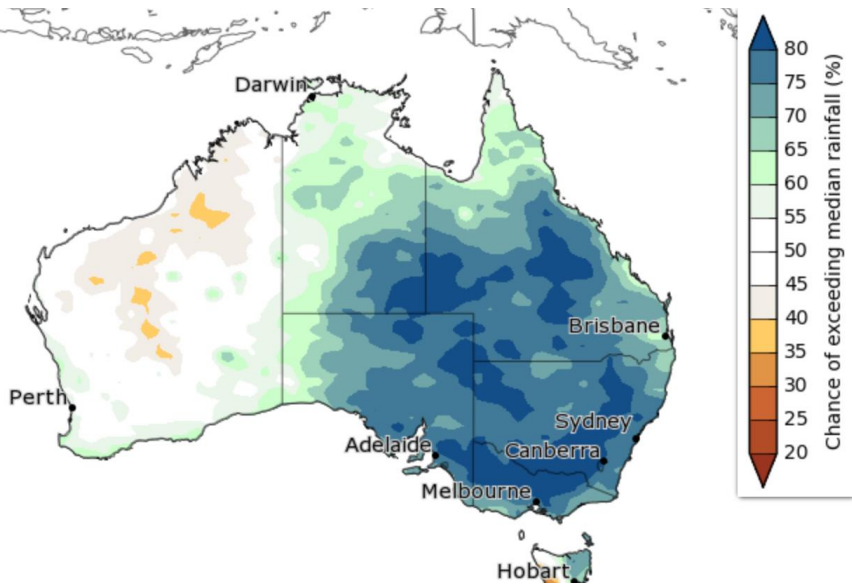 Darwin
Brisbane
Perth
Sydney
Adelaide
Canberra
Melbourne
Hobart
80
75
70
65
60
55
50
45
40
35
30
25
20
Chance of exceeding median rainfall (%)